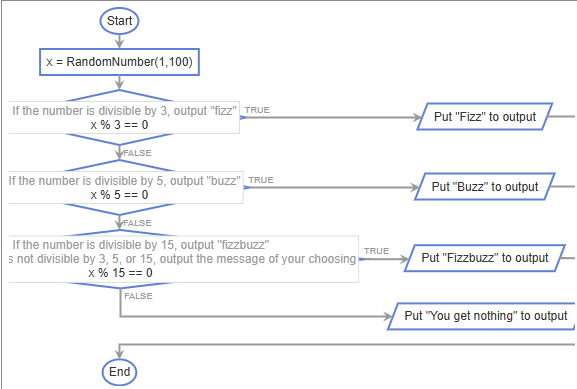 Start
x = RandomNumber(1,100)
If the number is divisible by 3, output "fizz"
x % 3 == 0
TRUE
Put "Fizz" to output
FALSE
If the number is divisible by 5, output "buzz"
x % 5 == 0
TRUE
Put "Buzz" to output
FALSE
If the number is divisible by 15, output "fizzbuzz"
s not divisible by 3, 5, or 15, output the message of your choosing
x % 15 == 0
TRUE
Put "Fizzbuzz" to output
FALSE
Put "You get nothing" to output
End